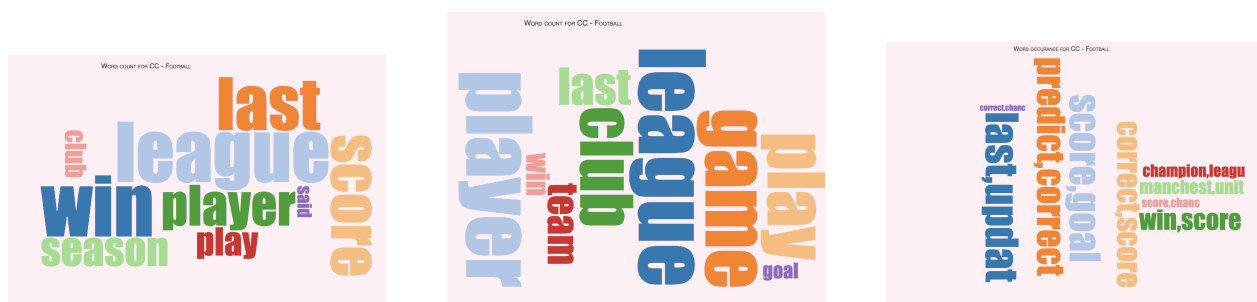 Word count for CC - Football
last
league
club
score
win
player
said
season
play
Word count for CC - Football
league
last
player
club
game
play
win
team
goal
Word occurance for CC - Football
predict,correct
score,goal
correct,chanc
last,updat
correct,score
champion,leagu
manchest,unit
score,chanc
win,score